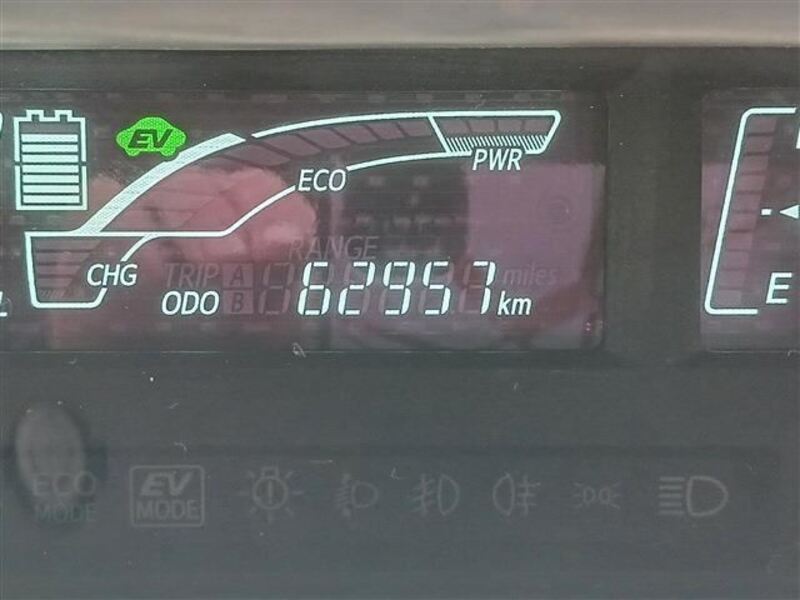 EV
PWR
ECO
RANGE
CHG
TRIP A miles
ODO B 62957 km
E
ECO MODE
EV MODE